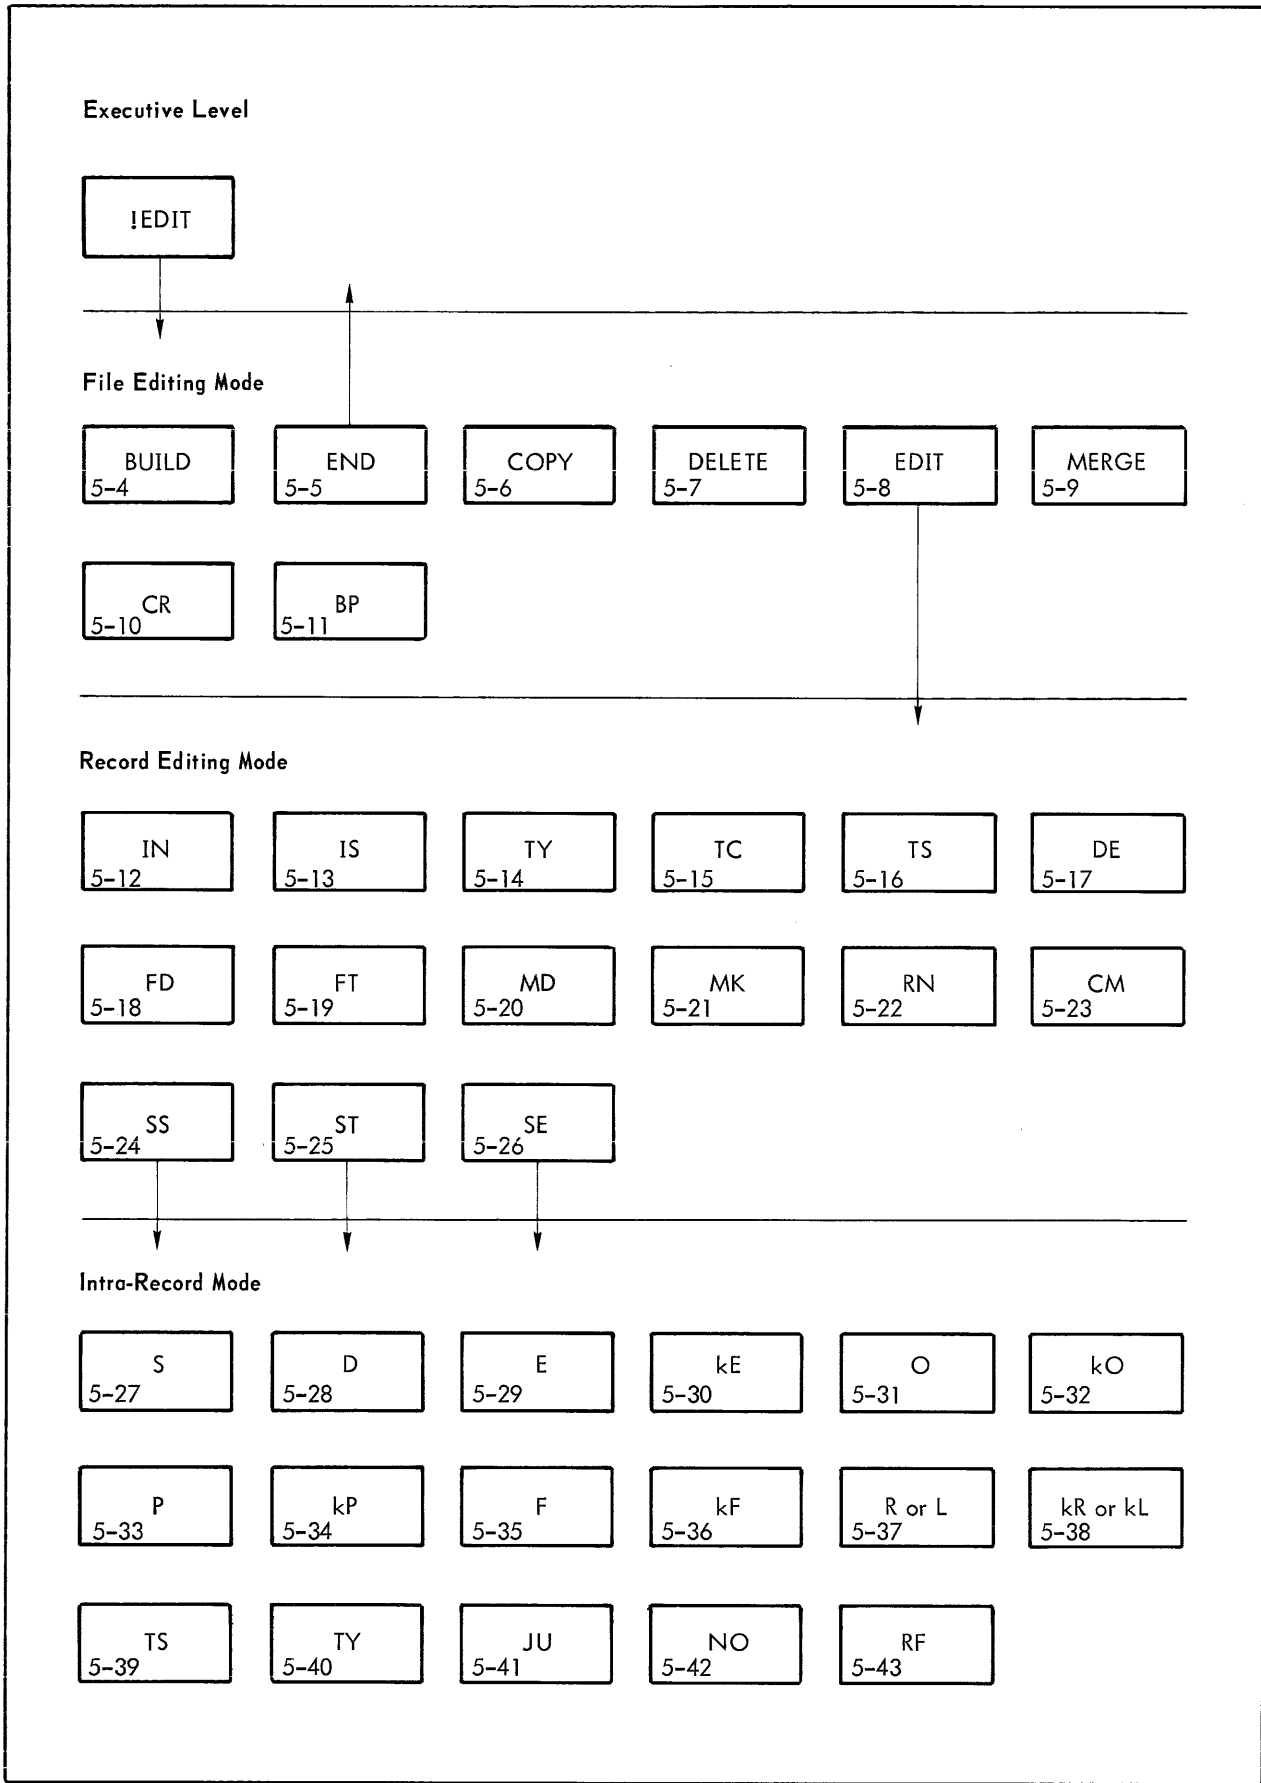 Executive Level
!EDIT
File Editing Mode
BUILD
5-4
END
5-5
COPY
5-6
DELETE
5-7
EDIT
5-8
MERGE
5-9
CR
5-10
BP
5-11
Record Editing Mode
IN
5-12
IS
5-13
TY
5-14
TC
5-15
TS
5-16
DE
5-17
FD
5-18
FT
5-19
MD
5-20
MK
5-21
RN
5-22
CM
5-23
SS
5-24
ST
5-25
SE
5-26
Intra-Record Mode
S
5-27
D
5-28
E
5-29
kE
5-30
O
5-31
kO
5-32
P
5-33
kP
5-34
F
5-35
kF
5-36
R or L
5-37
kR or kL
5-38
TS
5-39
TY
5-40
JU
5-41
NO
5-42
RF
5-43